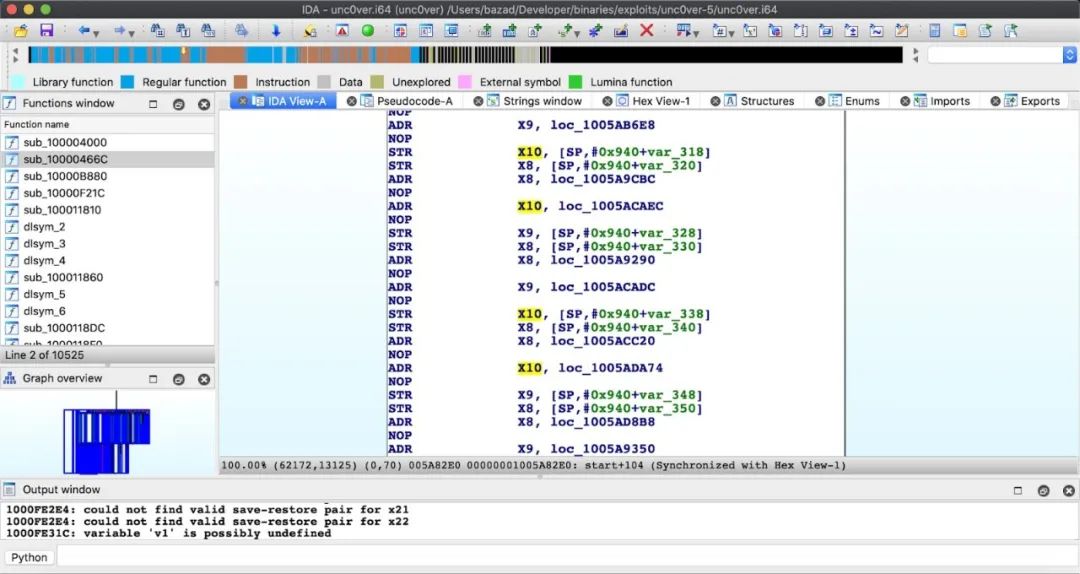 IDA - unc0ver.i64 (unc0ver) /Users/bazad/Developer/binaries/exploits/unc0ver-5/unc0ver.i64
Library function Regular function Instruction Data Unexplored External symbol Lumina function
Functions window
Function name
sub_100004000
sub_10000466C
sub_10000B880
sub_10000F21C
sub_100011810
dlsym_2
dlsym_3
dlsym_4
sub_100011860
dlsym_5
dlsym_6
sub_1000118DC
sub_1000118F0
Line 2 of 10525
Graph overview
IDA View-A Pseudocode-A Strings window Hex View-1 Structures Enums Imports Exports
NOP
ADR X9, loc_1005AB6E8
NOP
STR X10, [SP,#0x940+var_318]
STR X8, [SP,#0x940+var_320]
ADR X8, loc_1005A9CBC
NOP
ADR X10, loc_1005ACAEC
NOP
STR X9, [SP,#0x940+var_328]
STR X8, [SP,#0x940+var_330]
ADR X8, loc_1005A9290
NOP
ADR X9, loc_1005ACADC
NOP
STR X10, [SP,#0x940+var_338]
STR X8, [SP,#0x940+var_340]
ADR X8, loc_1005ACC20
NOP
ADR X10, loc_1005ADA74
NOP
STR X9, [SP,#0x940+var_348]
STR X8, [SP,#0x940+var_350]
ADR X8, loc_1005AD8B8
NOP
ADR X9, loc_1005A9350
100.00% (62172,13125) (0,70) 005A82E0 00000001005A82E0: start+104 (Synchronized with Hex View-1)
Output window
1000FE2E4: could not find valid save-restore pair for x21
1000FE2E4: could not find valid save-restore pair for x22
1000FE31C: variable 'v1' is possibly undefined
Python